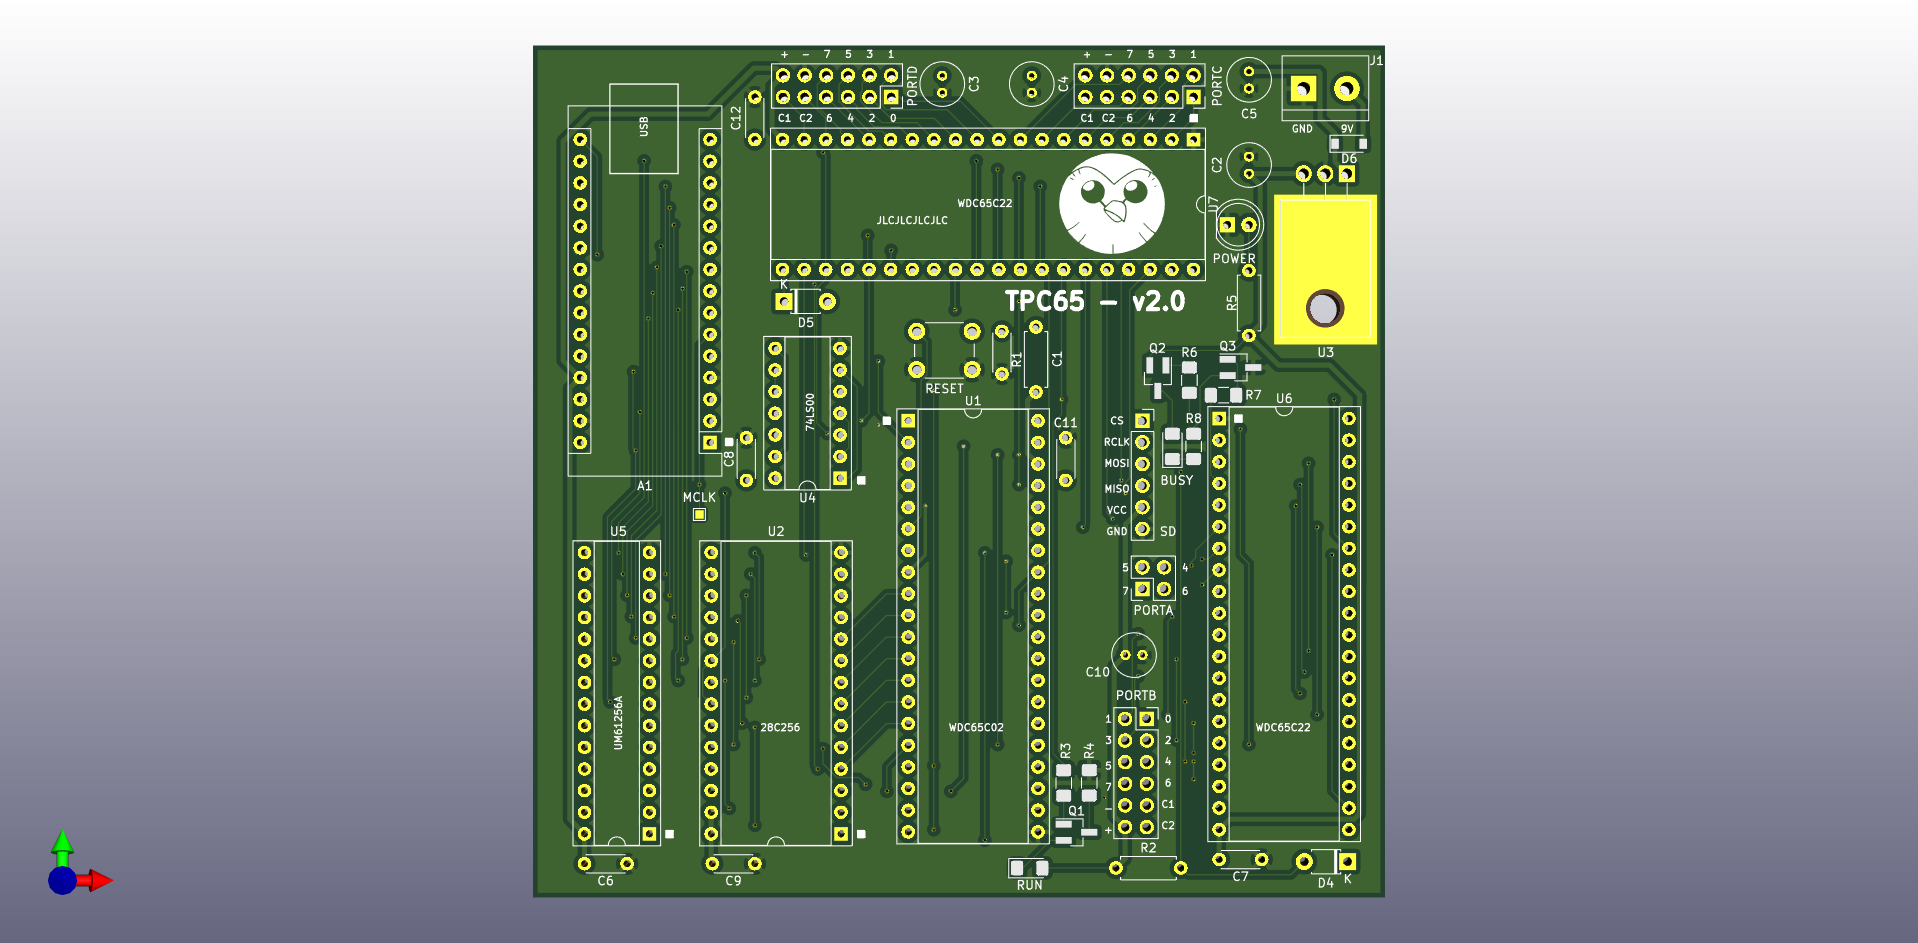 + - 7 5 3 1
+ - 7 5 3 1
J1
PORTD
C3
C4
PORTC
C12
USB
C1 C2 6 4 2 0
C1 C2 6 4 2
C5
GND 9V
D6
C2
WDC65C22
U7
JLCJLCJLCJLC
POWER
K
TPC65 - v2.0
R5
D5
U3
R1
C1
Q2
R6
Q3
RESET
R7
U1
U6
74LS00
C11
CS
R8
RCLK
C8
MOSI
BUSY
A1
MISO
MCLK
U4
VCC
U5
U2
GND
SD
5 4
7 6
PORTA
C10
PORTB
UM61256A
28C256
WDC65C02
WDC65C22
1 0
3 2
R3
R4
5 4
7 6
- C1
Q1
+ C2
R2
C6
C9
RUN
C7
D4
K